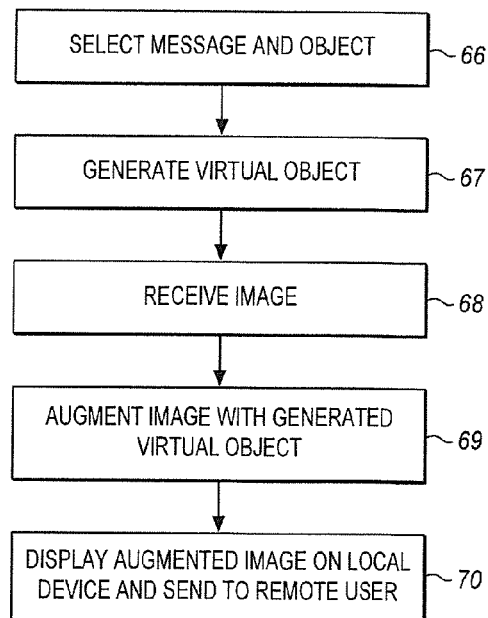 SELECT MESSAGE AND OBJECT
66
GENERATE VIRTUAL OBJECT
67
RECEIVE IMAGE
68
AUGMENT IMAGE WITH GENERATED
VIRTUAL OBJECT
69
DISPLAY AUGMENTED IMAGE ON LOCAL
DEVICE AND SEND TO REMOTE USER
70